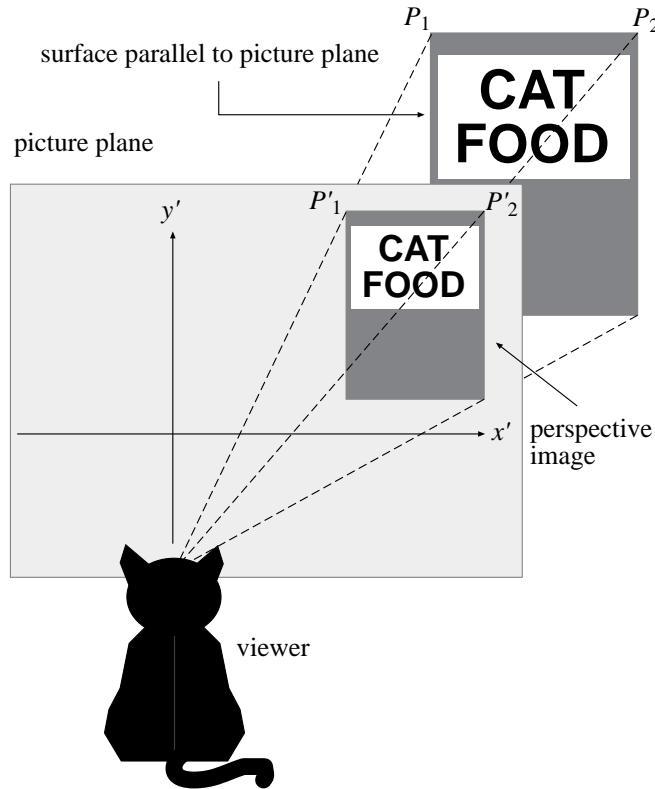 P1 P2
surface parallel to picture plane
CAT
FOOD
picture plane
y′ P′1 P′2
CAT
FOOD
x′
perspective
image
viewer